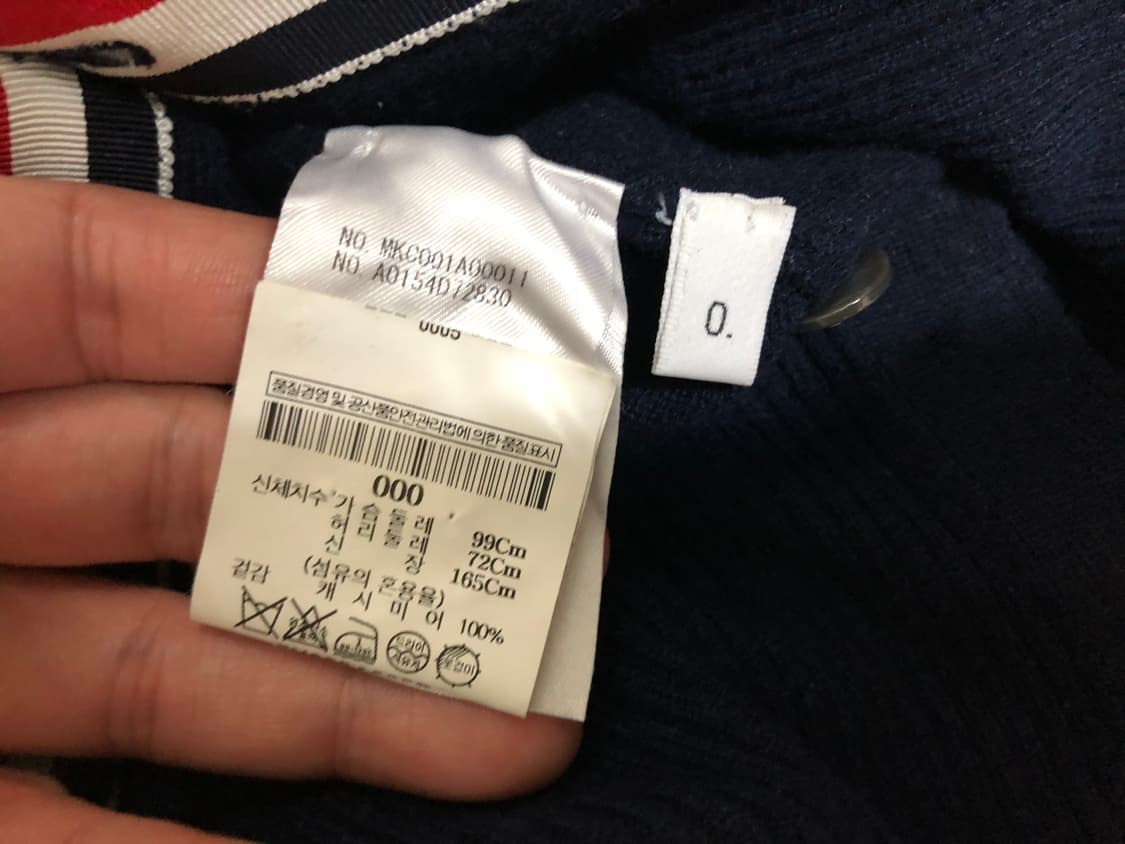 NO. MKC001A00011
NO A0154D72830
0005
0.
품질경영 및 공산품안전관리법에 의한 품질표시
000
신체치수 가 슴 둘 레 99Cm
허 리 둘 레 72Cm
신 장 165Cm
(섬유의 혼용율)
겉감 캐 시 미 어 100%
드라이